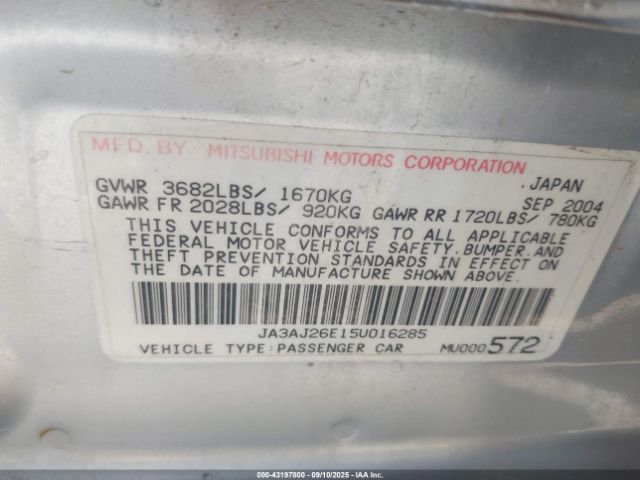 MFD. BY MITSUBISHI MOTORS CORPORATION
JAPAN
GVWR 3682LBS/ 1670KG SEP 2004
GAWR FR 2028LBS/ 920KG GAWR RR 1720LBS/ 780KG
THIS VEHICLE CONFORMS TO ALL APPLICABLE
FEDERAL MOTOR VEHICLE SAFETY, BUMPER, AND
THEFT PREVENTION STANDARDS IN EFFECT ON
THE DATE OF MANUFACTURE SHOWN ABOVE.
JA3AJ26E15U016285
VEHICLE TYPE:PASSENGER CAR MU000572
000-43197800 - 09/10/2025 - IAA Inc.